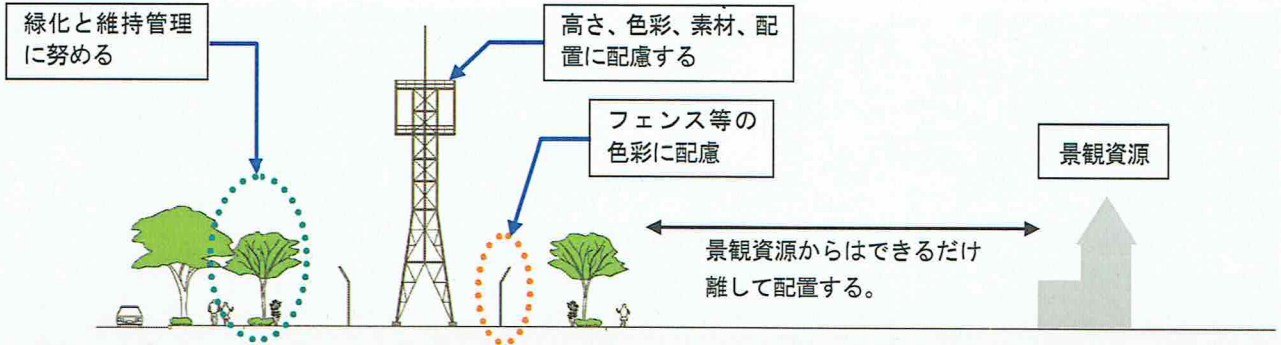 緑化と維持管理
に努める
高さ、色彩、素材、配
置に配慮する
フェンス等の
色彩に配慮
景観資源
景観資源からはできるだけ
離して配置する。